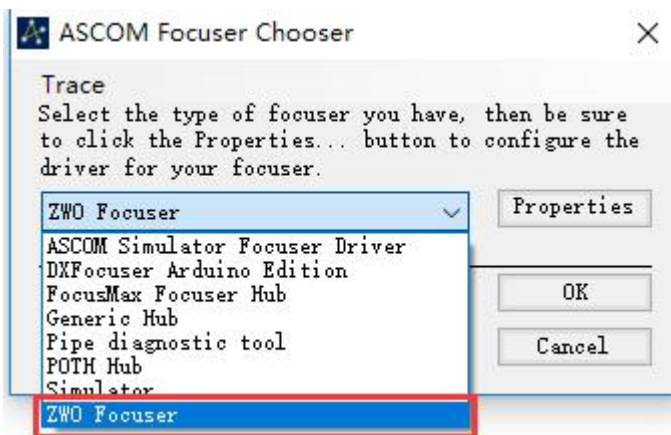 ASCOM Focuser Chooser
Trace
Select the type of focuser you have, then be sure
to click the Properties... button to configure the
driver for your focuser.
ZWO Focuser
Properties
ASCOM Simulator Focuser Driver
DXFocuser Arduino Edition
FocusMax Focuser Hub
Generic Hub
Pipe diagnostic tool
POTH Hub
Simulator
ZWO Focuser
OK
Cancel